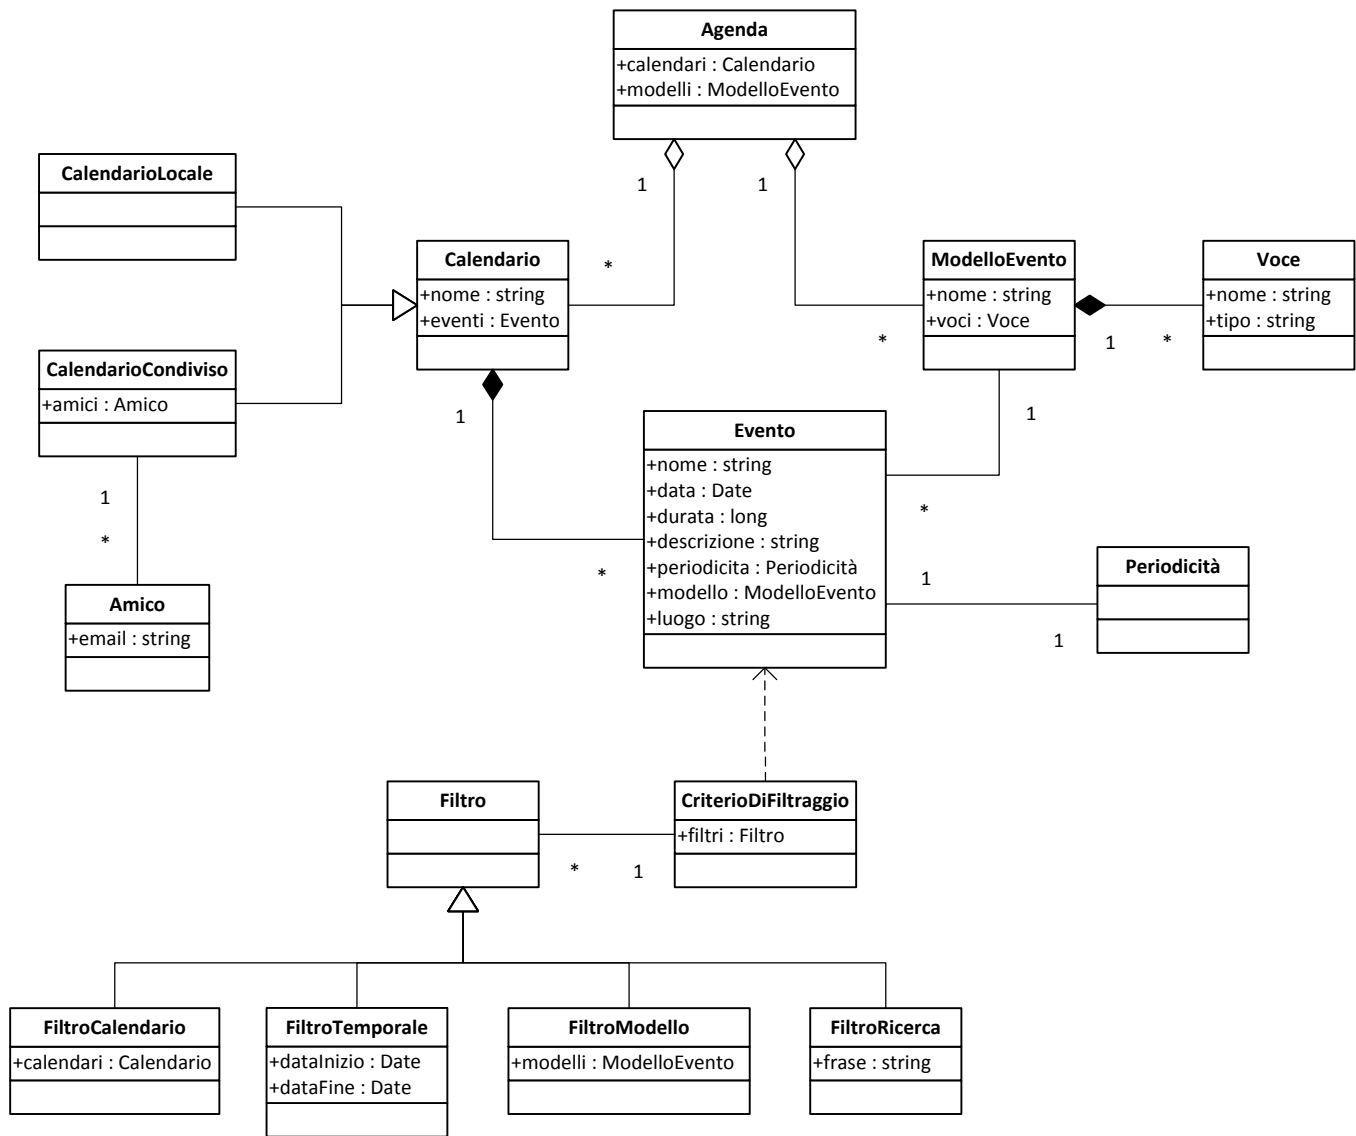 Agenda
+calendari : Calendario
+modelli : ModelloEvento
1
1
CalendarioLocale
Calendario
+nome : string
+eventi : Evento
*
ModelloEvento
+nome : string
+voci : Voce
*
1
*
Voce
+nome : string
+tipo : string
CalendarioCondiviso
+amici : Amico
1
1
1
*
Amico
+email : string
Evento
+nome : string
+data : Date
+durata : long
+descrizione : string
+periodicita : Periodicità
+modello : ModelloEvento
+luogo : string
*
*
1
1
Periodicità
Filtro
*
1
CriterioDiFiltraggio
+filtri : Filtro
FiltroCalendario
+calendari : Calendario
FiltroTemporale
+dataInizio : Date
+dataFine : Date
FiltroModello
+modelli : ModelloEvento
FiltroRicerca
+frase : string